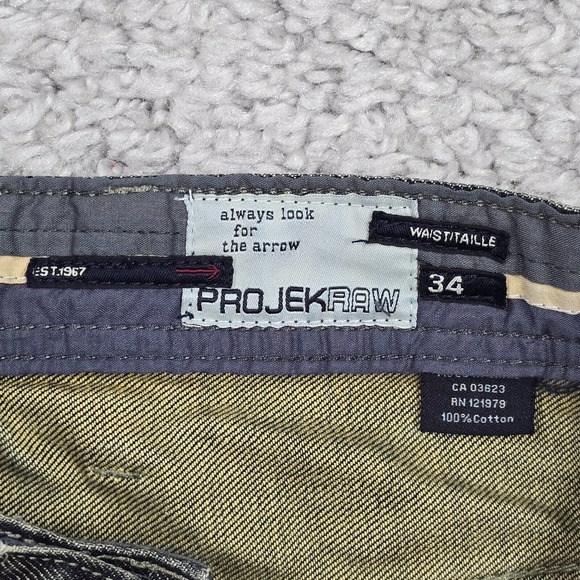 always look
for
the arrow
WAIST/TAILLE
EST.1967
34
PROJEKRAW
CA 03623
RN 121979
100% Cotton